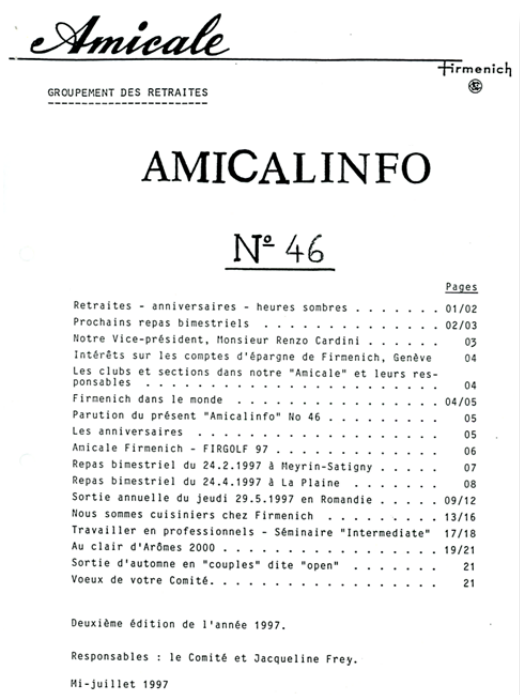 Amicale
Firmenich
GROUPEMENT DES RETRAITES
AMICALINFO
Nº 46
Pages
Retraites - anniversaires - heures sombres . . . . . . . 01/02
Prochains repas bimestriels . . . . . . . . . . . . . . 02/03
Notre Vice-président, Monsieur Renzo Cardini . . . . . . 03
Intérêts sur les comptes d'épargne de Firmenich, Genève 04
Les clubs et sections dans notre "Amicale" et leurs res-
ponsables . . . . . . . . . . . . . . . . . . . . . . . 04
Firmenich dans le monde . . . . . . . . . . . . . . . . 04/05
Parution du présent "Amicalinfo" No 46 . . . . . . . . . 05
Les anniversaires . . . . . . . . . . . . . . . . . . . 05
Amicale Firmenich - FIRGOLF 97 . . . . . . . . . . . . . 06
Repas bimestriel du 24.2.1997 à Meyrin-Satigny . . . . . 07
Repas bimestriel du 24.4.1997 à La Plaine . . . . . . . 08
Sortie annuelle du jeudi 29.5.1997 en Romandie . . . . . 09/12
Nous sommes cuisiniers chez Firmenich . . . . . . . . . 13/16
Travailler en professionnels - Séminaire "Intermediate" 17/18
Au clair d'Arômes 2000 . . . . . . . . . . . . . . . . . 19/21
Sortie d'automne en "couples" dite "open" . . . . . . . 21
Voeux de votre Comité. . . . . . . . . . . . . . . . . . 21
Deuxième édition de l'année 1997.
Responsables : le Comité et Jacqueline Frey.
Mi-juillet 1997